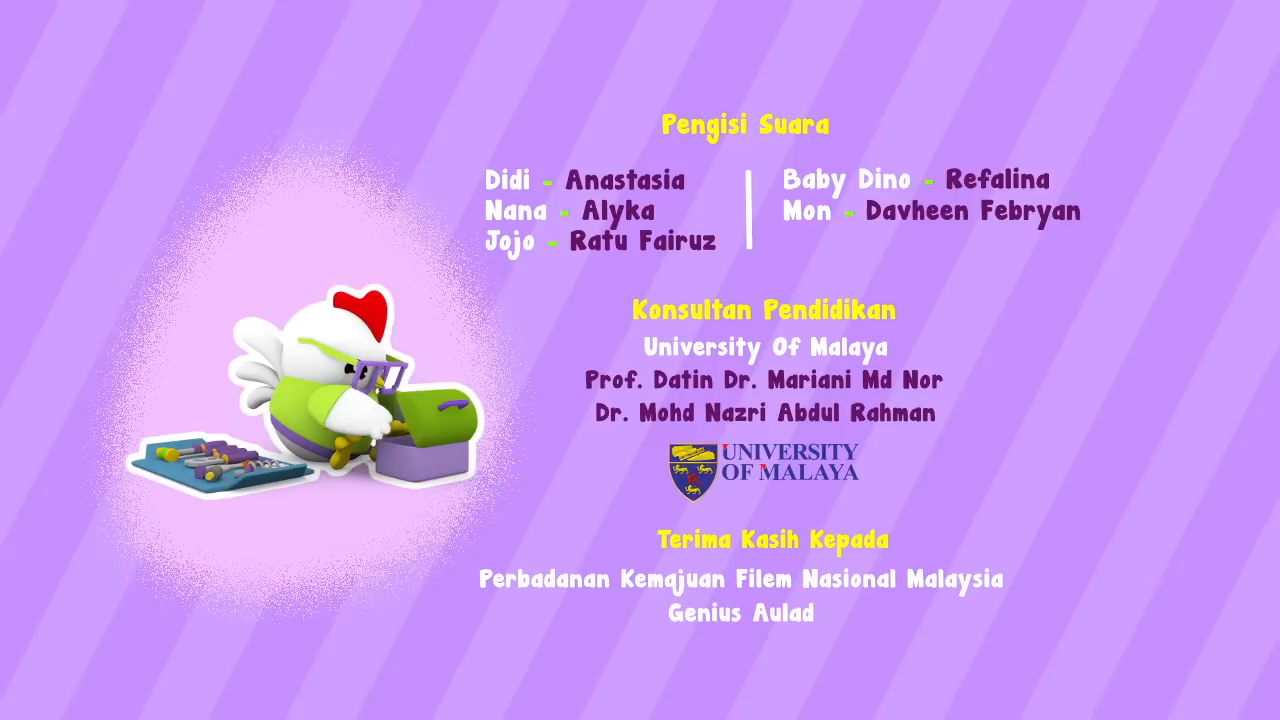 Pengisi Suara
Didi - Anastasia
Nana - Alyka
Jojo - Ratu Fairuz
Baby Dino - Refalina
Mon - Davheen Febryan
Konsultan Pendidikan
University Of Malaya
Prof. Datin Dr. Mariani Md Nor
Dr. Mohd Nazri Abdul Rahman
UNIVERSITY
OF MALAYA
Terima Kasih Kepada
Perbadanan Kemajuan Filem Nasional Malaysia
Genius Aulad